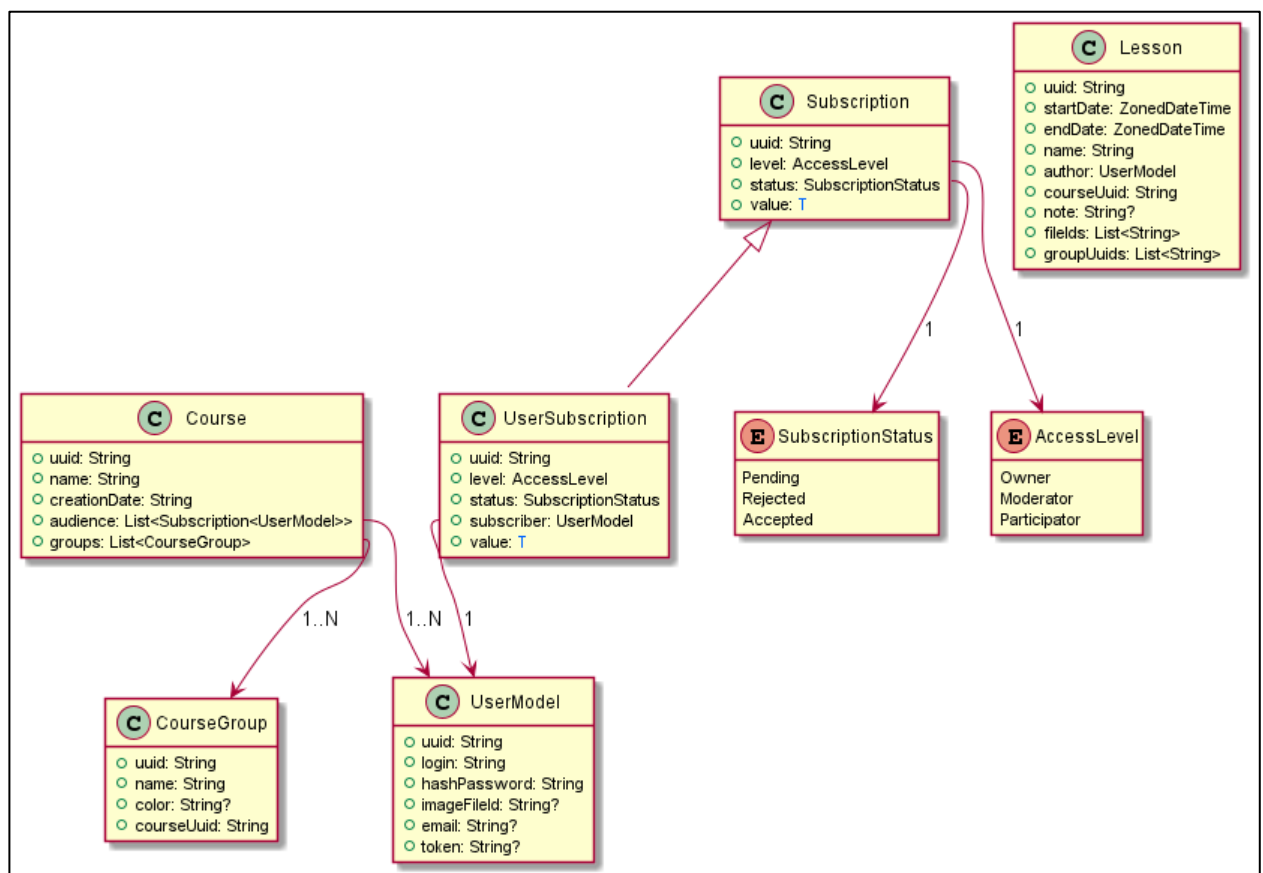 C Lesson
uuid: String
startDate: ZonedDateTime
endDate: ZonedDateTime
name: String
author: UserModel
courseUuid: String
note: String?
fileIds: List<String>
groupUuids: List<String>
C Subscription
uuid: String
level: AccessLevel
status: SubscriptionStatus
value: T
1
1
C Course
uuid: String
name: String
creationDate: String
audience: List<Subscription<UserModel>>
groups: List<CourseGroup>
C UserSubscription
uuid: String
level: AccessLevel
status: SubscriptionStatus
subscriber: UserModel
value: T
E SubscriptionStatus
Pending
Rejected
Accepted
E AccessLevel
Owner
Moderator
Participator
1..N
1..N
1
C CourseGroup
uuid: String
name: String
color: String?
courseUuid: String
C UserModel
uuid: String
login: String
hashPassword: String
imageFileId: String?
email: String?
token: String?